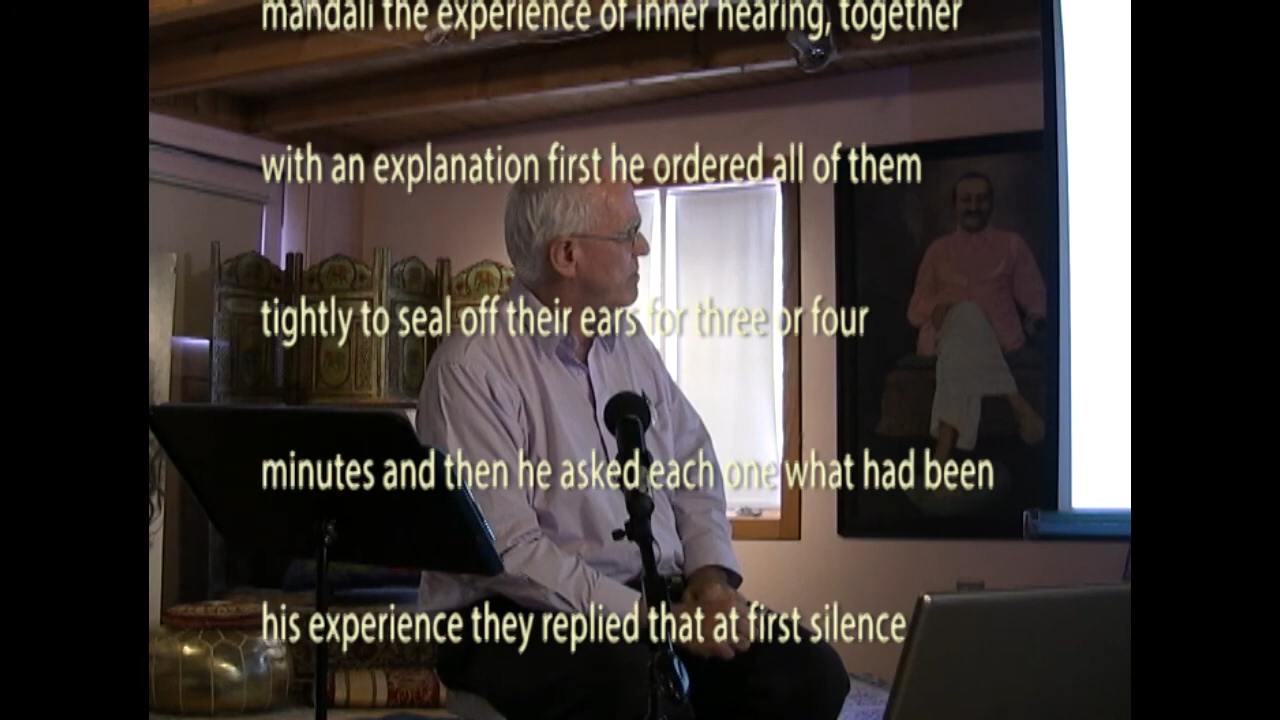 mandali the experience of inner hearing, together
with an explanation first he ordered all of them
tightly to seal off their ears for three or four
minutes and then he asked each one what had been
his experience they replied that at first silence